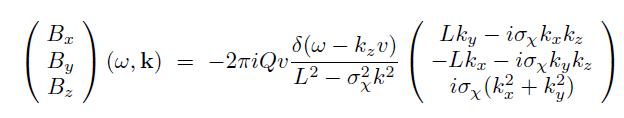 \begin{pmatrix} B_x \\ B_y \\ B_z \end{pmatrix} (\omega, \mathbf{k}) \ = \ -2\pi i Q v \frac{\delta(\omega - k_z v)}{L^2 - \sigma_\chi^2 k^2} \begin{pmatrix} L k_y - i\sigma_\chi k_x k_z \\ -L k_x - i\sigma_\chi k_y k_z \\ i\sigma_\chi (k_x^2 + k_y^2) \end{pmatrix}